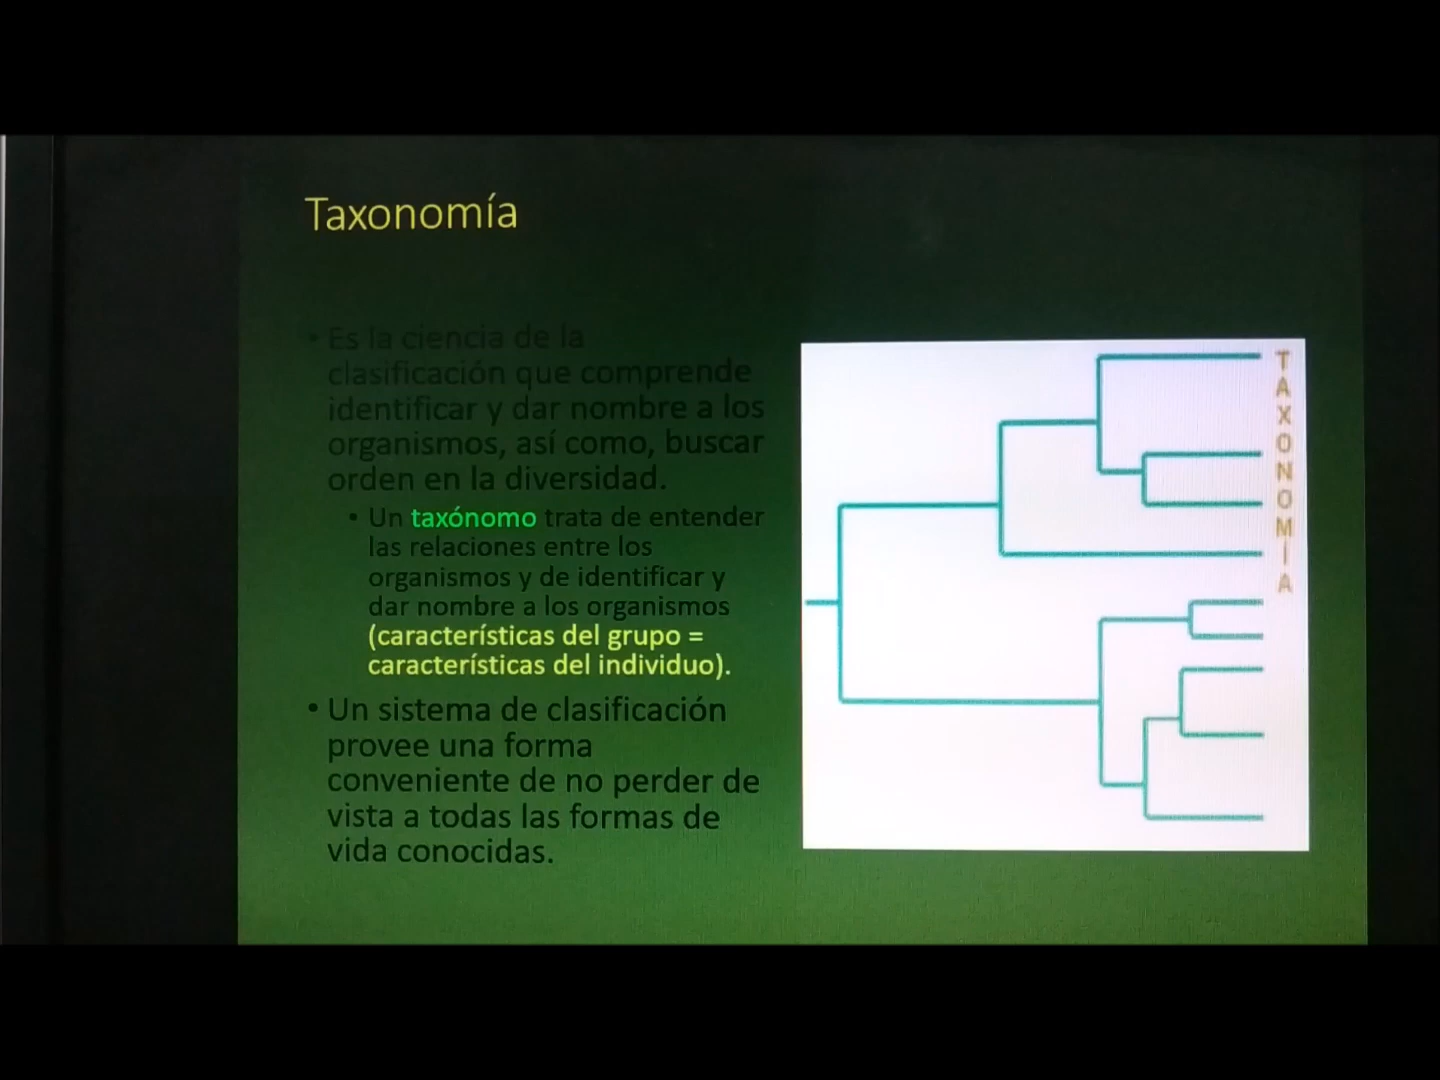 Taxonomía
• Es la ciencia de la
clasificación que comprende
identificar y dar nombre a los
organismos, así como, buscar
orden en la diversidad.
• Un taxónomo trata de entender
las relaciones entre los
organismos y de identificar y
dar nombre a los organismos
(características del grupo =
características del individuo).
• Un sistema de clasificación
provee una forma
conveniente de no perder de
vista a todas las formas de
vida conocidas.
TAXONOMÍA